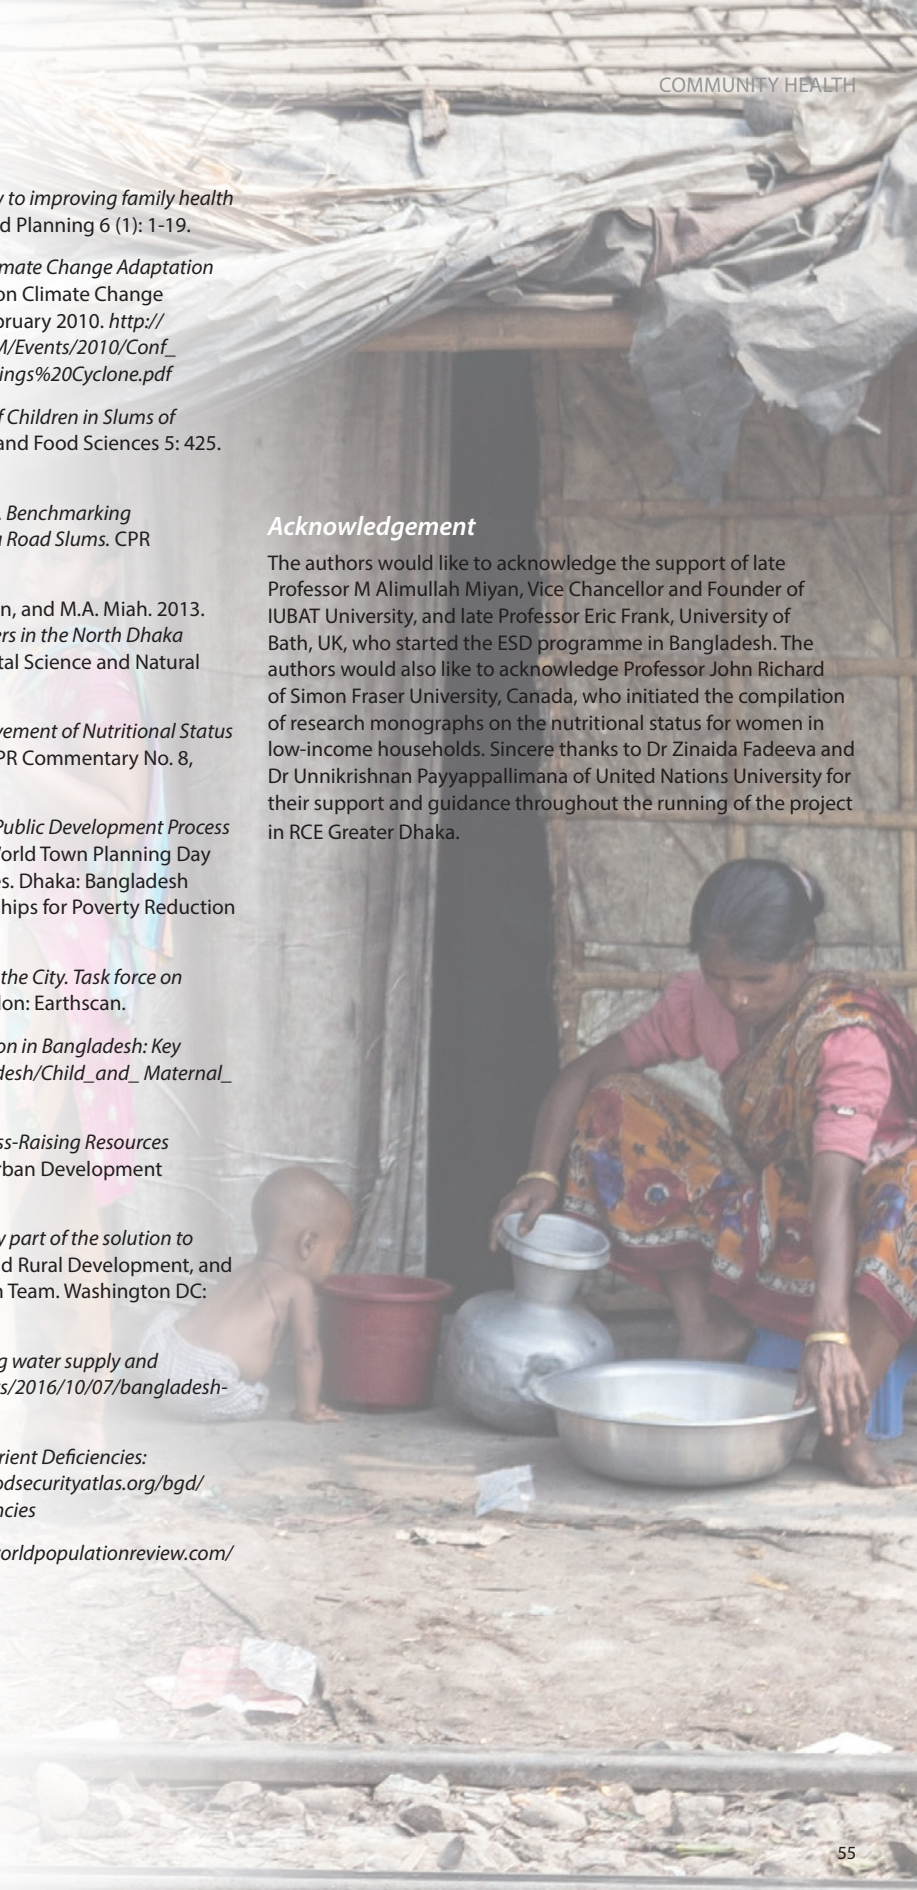 COMMUNITY HEALTH
to improving family health
d Planning 6 (1): 1-19.
mate Change Adaptation
on Climate Change
bruary 2010. http://
M/Events/2010/Conf_
ings%20Cyclone.pdf
f Children in Slums of
and Food Sciences 5: 425.
. Benchmarking
Road Slums. CPR
n, and M.A. Miah. 2013.
ers in the North Dhaka
tal Science and Natural
vement of Nutritional Status
PR Commentary No. 8,
Public Development Process
World Town Planning Day
es. Dhaka: Bangladesh
ships for Poverty Reduction
the City. Task force on
don: Earthscan.
on in Bangladesh: Key
desh/Child_and_ Maternal_
ss-Raising Resources
rban Development
y part of the solution to
d Rural Development, and
n Team. Washington DC:
g water supply and
s/2016/10/07/bangladesh-
rient Deficiencies:
odsecurityatlas.org/bgd/
ncies
worldpopulationreview.com/
Acknowledgement
The authors would like to acknowledge the support of late
Professor M Alimullah Miyan, Vice Chancellor and Founder of
IUBAT University, and late Professor Eric Frank, University of
Bath, UK, who started the ESD programme in Bangladesh. The
authors would also like to acknowledge Professor John Richard
of Simon Fraser University, Canada, who initiated the compilation
of research monographs on the nutritional status for women in
low-income households. Sincere thanks to Dr Zinaida Fadeeva and
Dr Unnikrishnan Payyappallimana of United Nations University for
their support and guidance throughout the running of the project
in RCE Greater Dhaka.
55